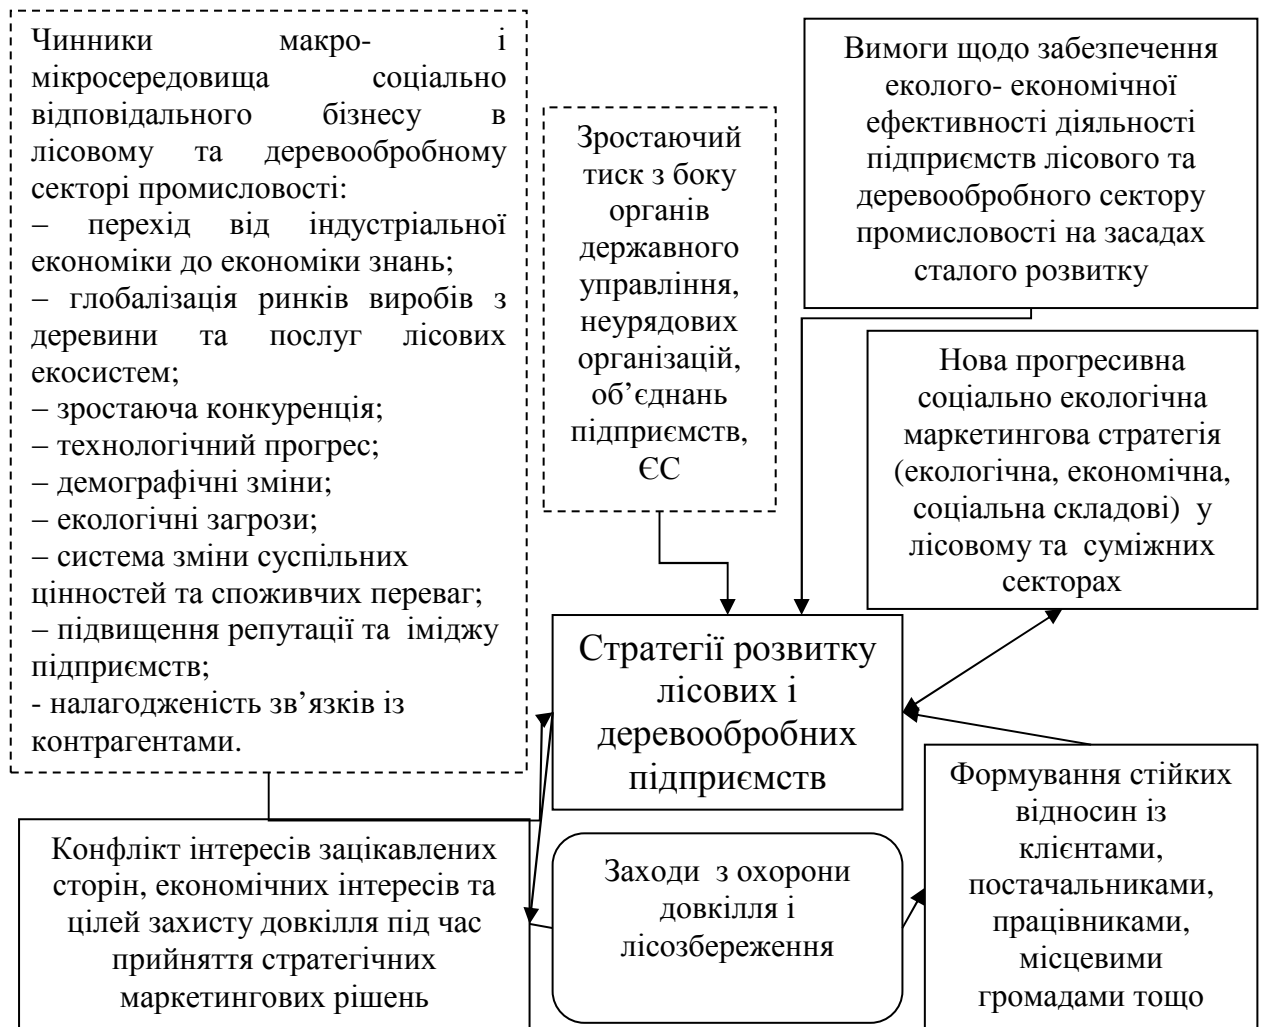 Чинники макро- і
мікросередовища соціально
відповідального бізнесу в
лісовому та деревообробному
секторі промисловості:
– перехід від індустріальної
економіки до економіки знань;
– глобалізація ринків виробів з
деревини та послуг лісових
екосистем;
– зростаюча конкуренція;
– технологічний прогрес;
– демографічні зміни;
– екологічні загрози;
– система зміни суспільних
цінностей та споживчих переваг;
– підвищення репутації та іміджу
підприємств;
- налагодженість зв’язків із
контрагентами.
Зростаючий
тиск з боку
органів
державного
управління,
неурядових
організацій,
об’єднань
підприємств,
ЄС
Вимоги щодо забезпечення
еколого- економічної
ефективності діяльності
підприємств лісового та
деревообробного сектору
промисловості на засадах
сталого розвитку
Нова прогресивна
соціально екологічна
маркетингова стратегія
(екологічна, економічна,
соціальна складові) у
лісовому та суміжних
секторах
Стратегії розвитку
лісових і
деревообробних
підприємств
Конфлікт інтересів зацікавлених
сторін, економічних інтересів та
цілей захисту довкілля під час
прийняття стратегічних
маркетингових рішень
Заходи з охорони
довкілля і
лісозбереження
Формування стійких
відносин із
клієнтами,
постачальниками,
працівниками,
місцевими
громадами тощо